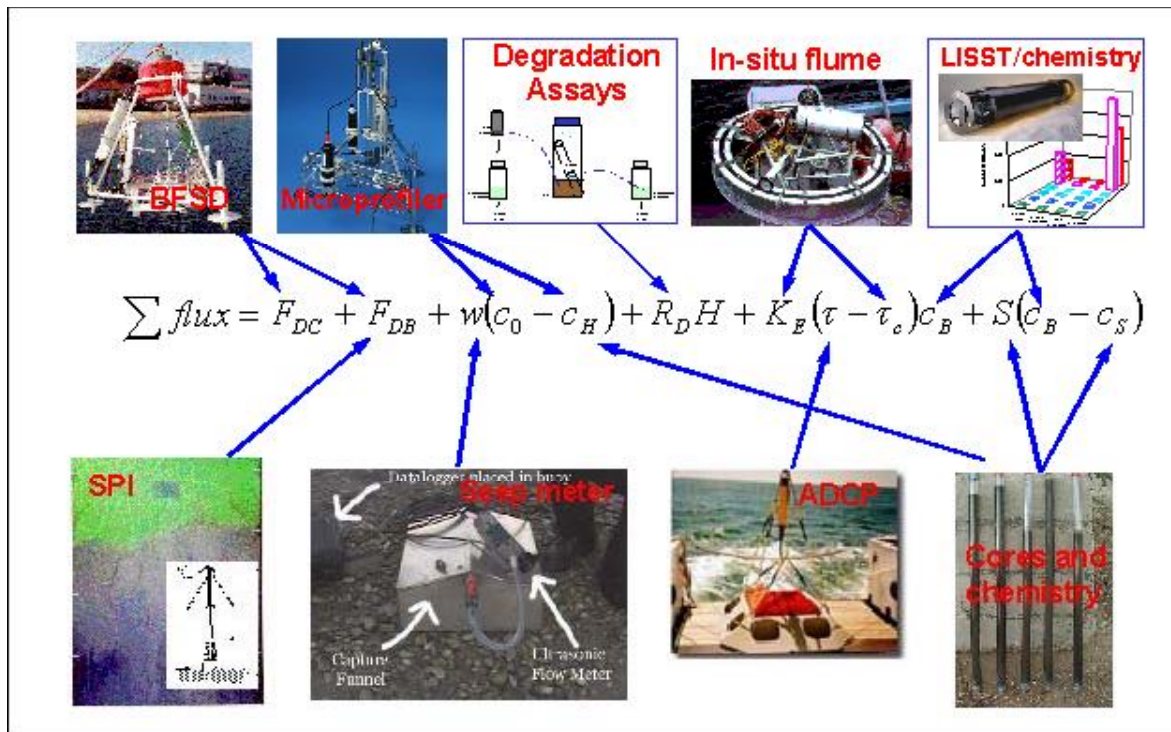 Degradation
Assays
In-situ flume
LISST/chemistry
BFSD
Microprofiler
∑ flux = F_DC + F_DB + w(c_0 − c_H) + R_D H + K_E(τ − τ_c)c_B + S(c_B − c_S)
SPI
Datalogger placed in buoy
Seep meter
Capture
Funnel
Ultrasonic
Flow Meter
ADCP
Cores and
chemistry